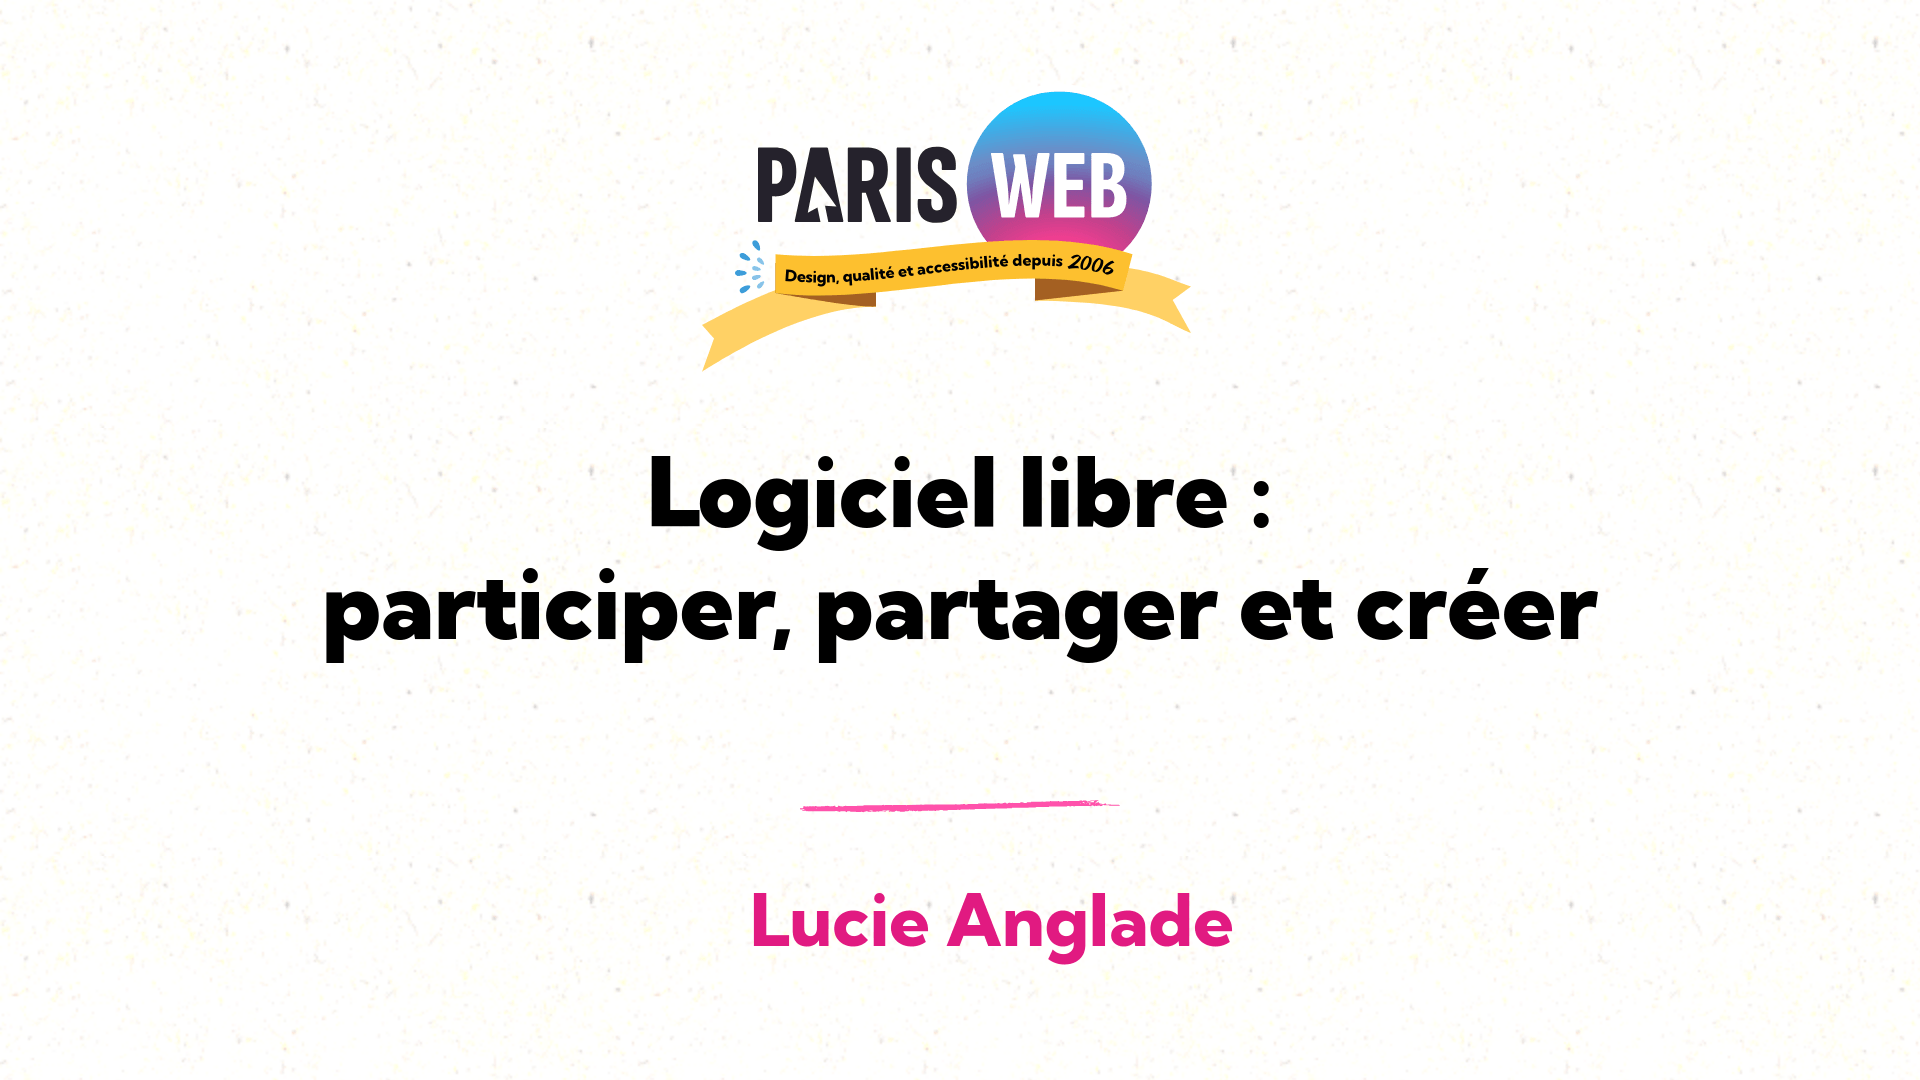 PARIS WEB
Design, qualité et accessibilité depuis 2006
Logiciel libre :
participer, partager et créer
Lucie Anglade